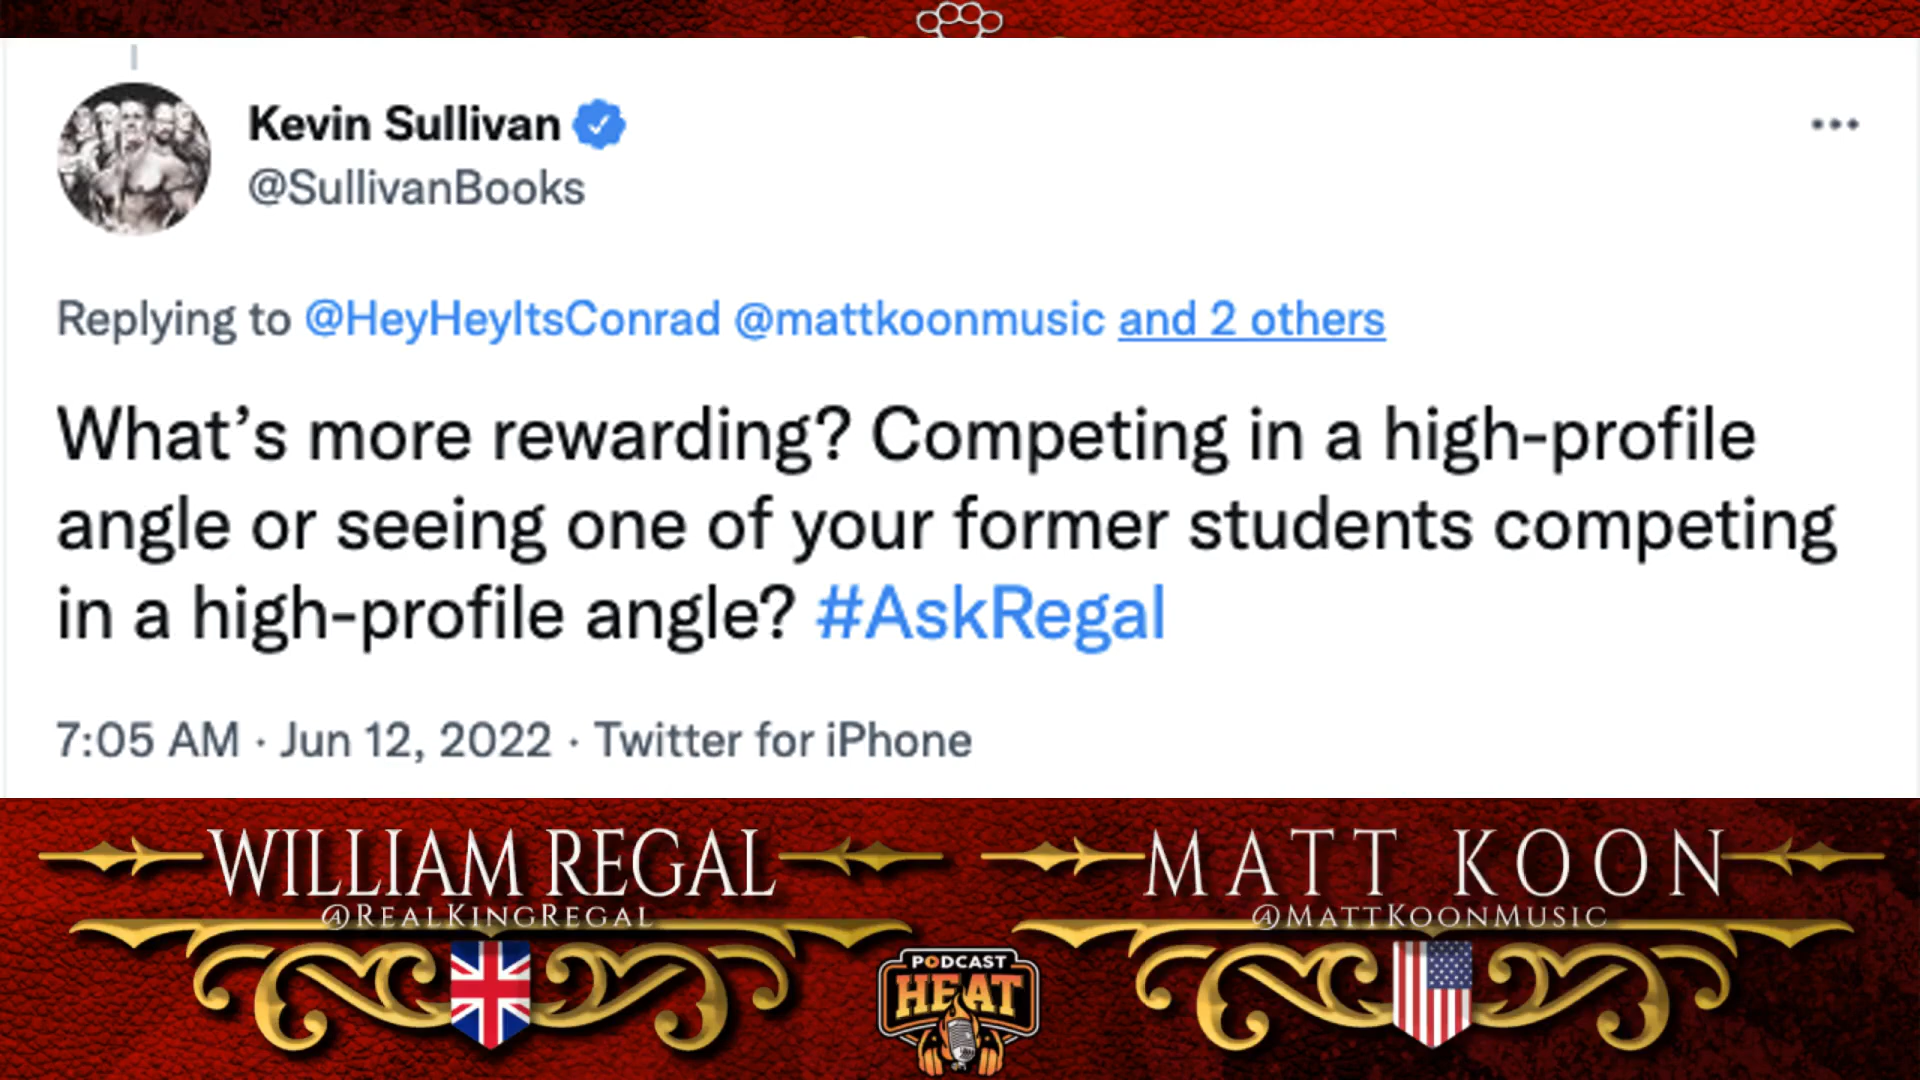 Kevin Sullivan
@SullivanBooks
Replying to @HeyHeyItsConrad @mattkoonmusic and 2 others
What’s more rewarding? Competing in a high-profile
angle or seeing one of your former students competing
in a high-profile angle? #AskRegal
7:05 AM · Jun 12, 2022 · Twitter for iPhone
WILLIAM REGAL
@REALKINGREGAL
MATT KOON
@MATTKOONMUSIC
PODCAST
HEAT